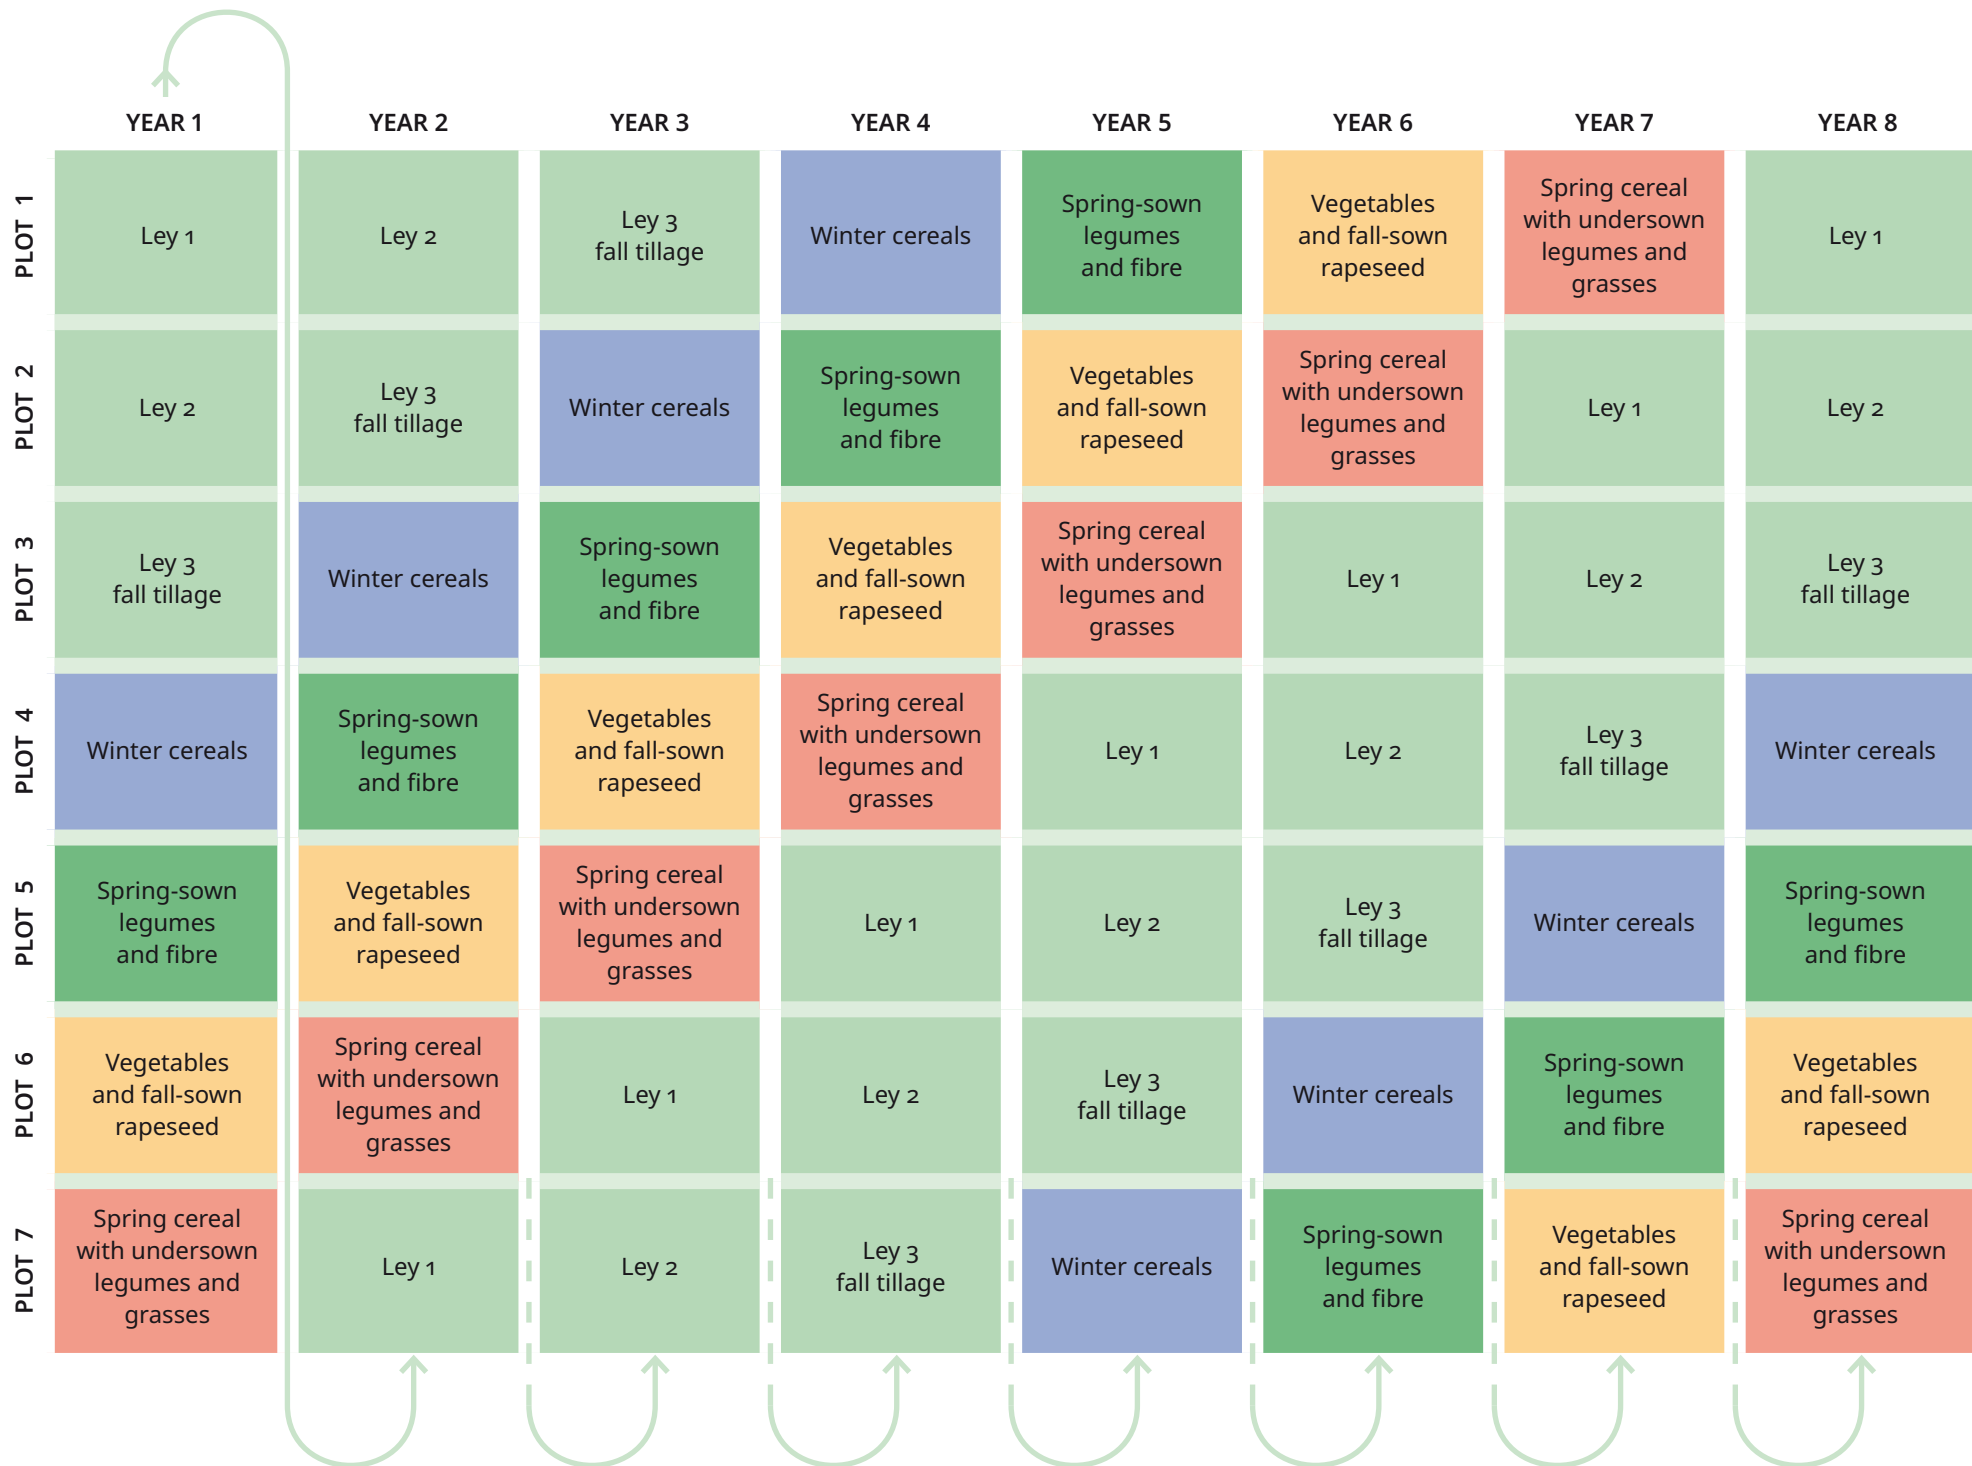 YEAR 1
YEAR 2
YEAR 3
YEAR 4
YEAR 5
YEAR 6
YEAR 7
YEAR 8
PLOT 1
Ley 1
Ley 2
Ley 3
fall tillage
Winter cereals
Spring-sown
legumes
and fibre
Vegetables
and fall-sown
rapeseed
Spring cereal
with undersown
legumes and
grasses
Ley 1
PLOT 2
Ley 2
Ley 3
fall tillage
Winter cereals
Spring-sown
legumes
and fibre
Vegetables
and fall-sown
rapeseed
Spring cereal
with undersown
legumes and
grasses
Ley 1
Ley 2
PLOT 3
Ley 3
fall tillage
Winter cereals
Spring-sown
legumes
and fibre
Vegetables
and fall-sown
rapeseed
Spring cereal
with undersown
legumes and
grasses
Ley 1
Ley 2
Ley 3
fall tillage
PLOT 4
Winter cereals
Spring-sown
legumes
and fibre
Vegetables
and fall-sown
rapeseed
Spring cereal
with undersown
legumes and
grasses
Ley 1
Ley 2
Ley 3
fall tillage
Winter cereals
PLOT 5
Spring-sown
legumes
and fibre
Vegetables
and fall-sown
rapeseed
Spring cereal
with undersown
legumes and
grasses
Ley 1
Ley 2
Ley 3
fall tillage
Winter cereals
Spring-sown
legumes
and fibre
PLOT 6
Vegetables
and fall-sown
rapeseed
Spring cereal
with undersown
legumes and
grasses
Ley 1
Ley 2
Ley 3
fall tillage
Winter cereals
Spring-sown
legumes
and fibre
Vegetables
and fall-sown
rapeseed
PLOT 7
Spring cereal
with undersown
legumes and
grasses
Ley 1
Ley 2
Ley 3
fall tillage
Winter cereals
Spring-sown
legumes
and fibre
Vegetables
and fall-sown
rapeseed
Spring cereal
with undersown
legumes and
grasses